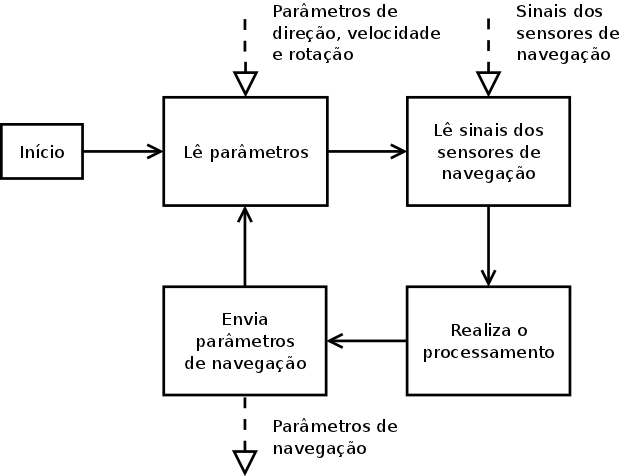 Parâmetros de
direção, velocidade
e rotação
Sinais dos
sensores de
navegação
Início
Lê parâmetros
Lê sinais dos
sensores de
navegação
Envia
parâmetros
de navegação
Realiza o
processamento
Parâmetros de
navegação